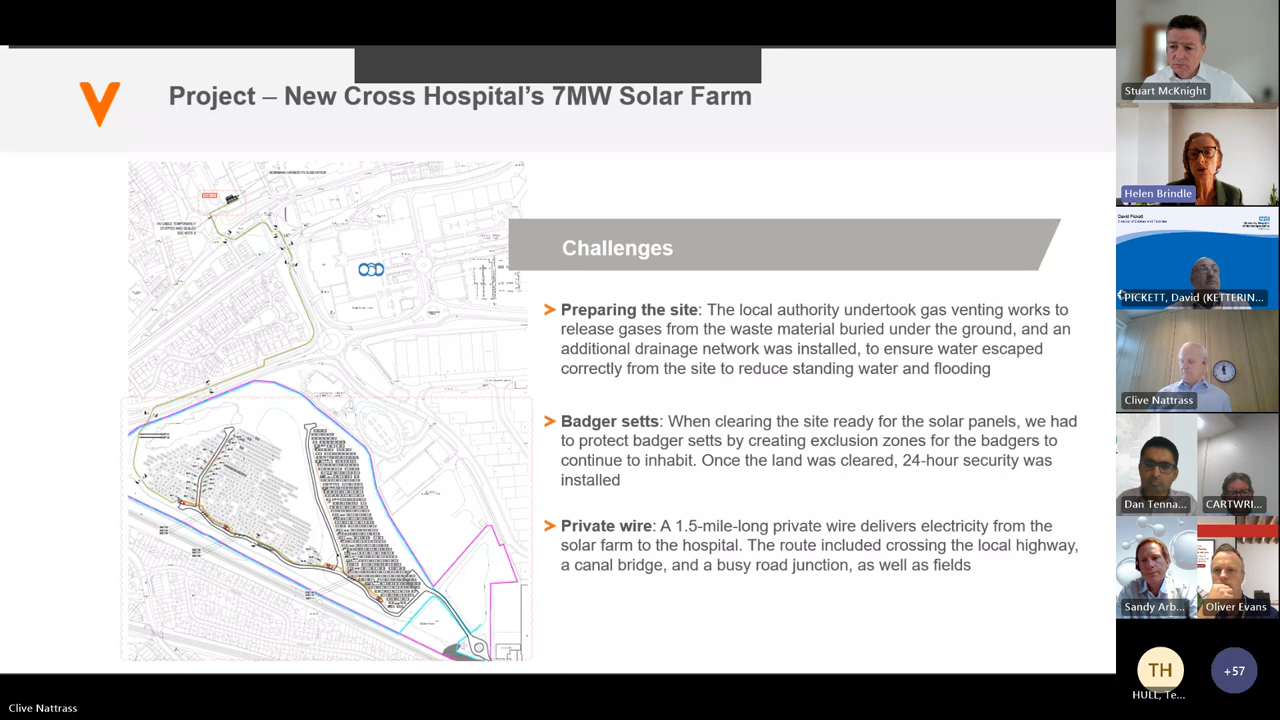 Project – New Cross Hospital's 7MW Solar Farm
Challenges
Preparing the site: The local authority undertook gas venting works to
release gases from the waste material buried under the ground, and an
additional drainage network was installed, to ensure water escaped
correctly from the site to reduce standing water and flooding
Badger setts: When clearing the site ready for the solar panels, we had
to protect badger setts by creating exclusion zones for the badgers to
continue to inhabit. Once the land was cleared, 24-hour security was
installed
Private wire: A 1.5-mile-long private wire delivers electricity from the
solar farm to the hospital. The route included crossing the local highway,
a canal bridge, and a busy road junction, as well as fields
Stuart McKnight
Helen Brindle
David Pickett
PICKETT, David (KETTERIN...
Clive Nattrass
Dan Tenna...
CARTWRI...
Sandy Arb...
Oliver Evans
TH
+57
HULL, Te...
Clive Nattrass